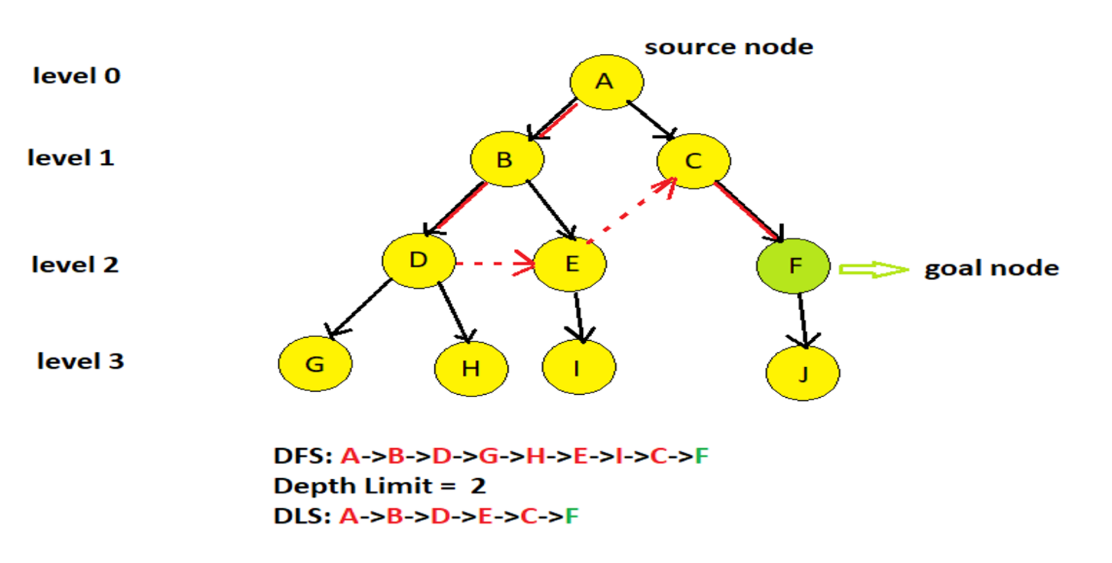 source node
level 0
A
level 1
B
C
level 2
D
E
F
goal node
level 3
G
H
I
J
DFS: A->B->D->G->H->E->I->C->F
Depth Limit = 2
DLS: A->B->D->E->C->F